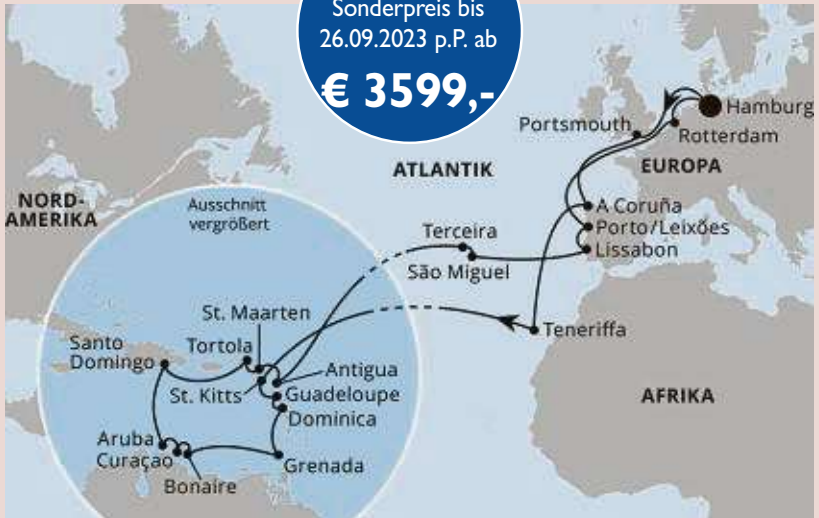 Sonderpreis bis
26.09.2023 p.P. ab
€ 3599,-
Hamburg
Portsmouth
Rotterdam
ATLANTIK
EUROPA
NORD-
AMERIKA
Ausschnitt
vergrößert
A Coruña
Porto/Leixões
Lissabon
Terceira
São Miguel
St. Maarten
Teneriffa
Santo
Domingo
Tortola
Antigua
St. Kitts
Guadeloupe
Dominica
AFRIKA
Aruba
Curaçao
Grenada
Bonaire